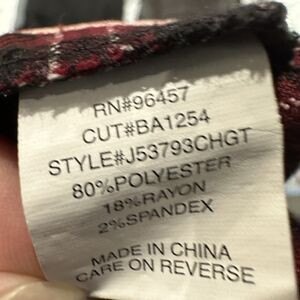 RN#96457
CUT#BA1254
STYLE#J53793CHGT
80%POLYESTER
18%RAYON
2%SPANDEX
MADE IN CHINA
CARE ON REVERSE